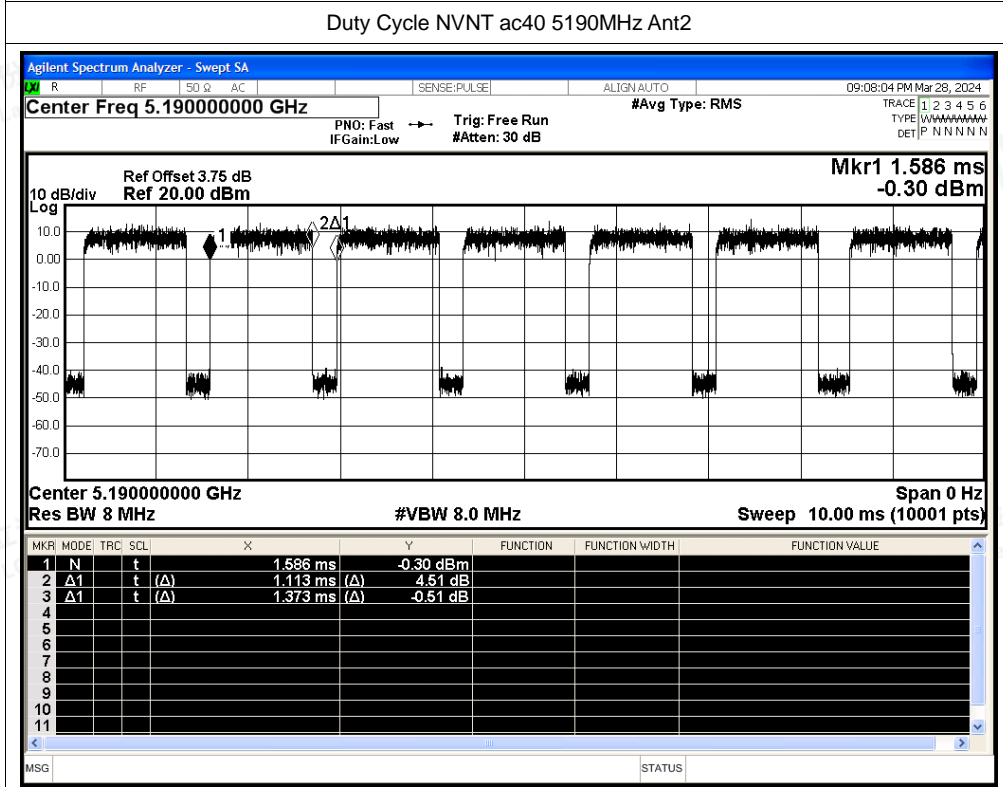 Duty Cycle NVNT ac40 5190MHz Ant2
Agilent Spectrum Analyzer - Swept SA
LXI R RF 50 Ω AC SENSE:PULSE ALIGN AUTO 09:08:04 PM Mar 28, 2024
Center Freq 5.190000000 GHz #Avg Type: RMS TRACE 1 2 3 4 5 6
PNO: Fast Trig: Free Run TYPE W
IFGain:Low #Atten: 30 dB DET P N N N N N
Mkr1 1.586 ms
Ref Offset 3.75 dB
10 dB/div Ref 20.00 dBm -0.30 dBm
Log
10.0
0.00
-10.0
-20.0
-30.0
-40.0
-50.0
-60.0
-70.0
1 2Δ1
Center 5.190000000 GHz Span 0 Hz
Res BW 8 MHz #VBW 8.0 MHz Sweep 10.00 ms (10001 pts)
MKR MODE TRC SCL X Y FUNCTION FUNCTION WIDTH FUNCTION VALUE
1 N t 1.586 ms -0.30 dBm
2 Δ1 t (Δ) 1.113 ms (Δ) 4.51 dB
3 Δ1 t (Δ) 1.373 ms (Δ) -0.51 dB
4
5
6
7
8
9
10
11
MSG STATUS